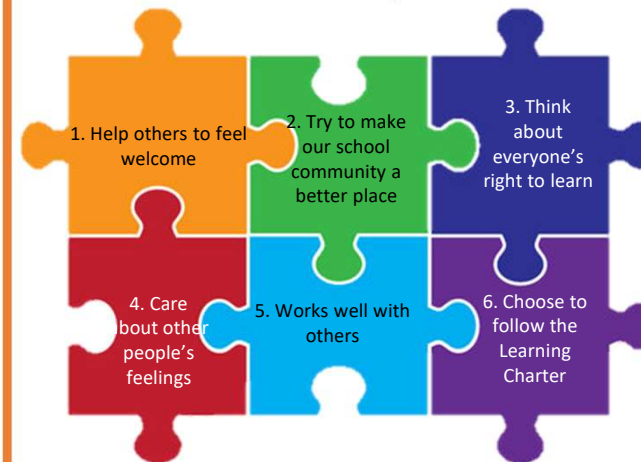 1. Help others to feel
welcome
2. Try to make
our school
community a
better place
3. Think
about
everyone’s
right to learn
4. Care
about other
people’s
feelings
5. Works well with
others
6. Choose to
follow the
Learning
Charter